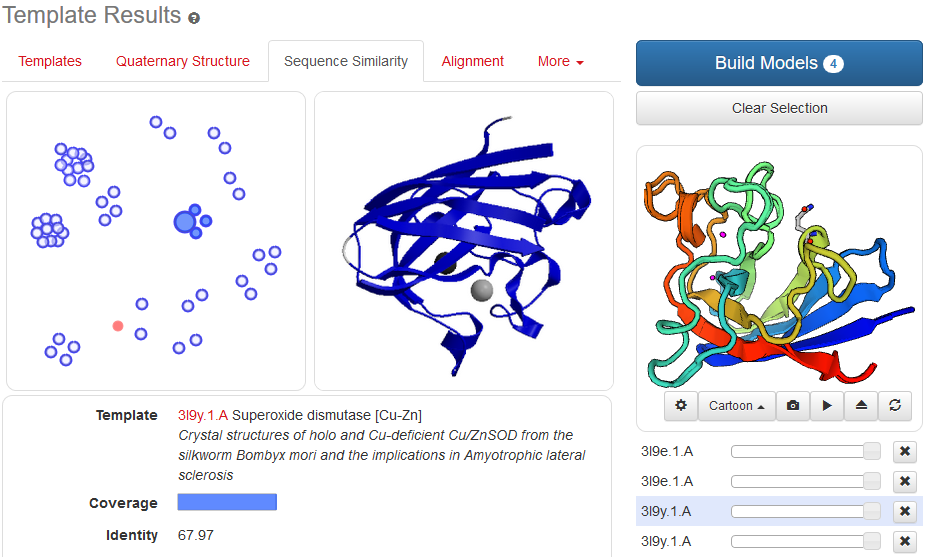 Template Results
Templates
Quaternary Structure
Sequence Similarity
Alignment
More
Build Models 4
Clear Selection
Cartoon
Template 3l9y.1.A Superoxide dismutase [Cu-Zn]
Crystal structures of holo and Cu-deficient Cu/ZnSOD from the
silkworm Bombyx mori and the implications in Amyotrophic lateral
sclerosis
Coverage
Identity 67.97
3l9e.1.A
3l9e.1.A
3l9y.1.A
3l9y.1.A